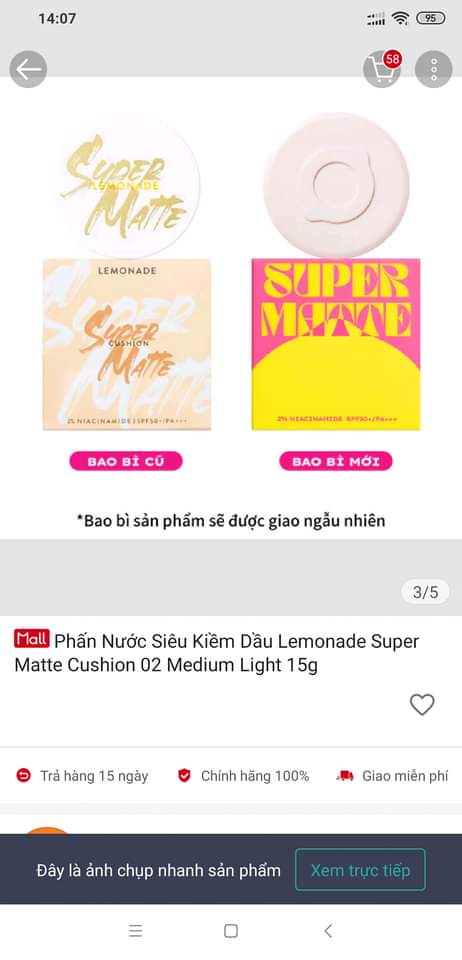 14:07
95
58
SUPER
LEMONADE
MATTE
LEMONADE
SUPER
CUSHION
MATTE
2% NIACINAMIDE | SPF50+/PA+++
SUPER
MATTE
2% NIACINAMIDE SPF50+/PA+++
BAO BÌ CŨ
BAO BÌ MỚI
*Bao bì sản phẩm sẽ được giao ngẫu nhiên
3/5
Mall Phấn Nước Siêu Kiềm Dầu Lemonade Super
Matte Cushion 02 Medium Light 15g
Trả hàng 15 ngày
Chính hãng 100%
Giao miễn phí
Đây là ảnh chụp nhanh sản phẩm
Xem trực tiếp